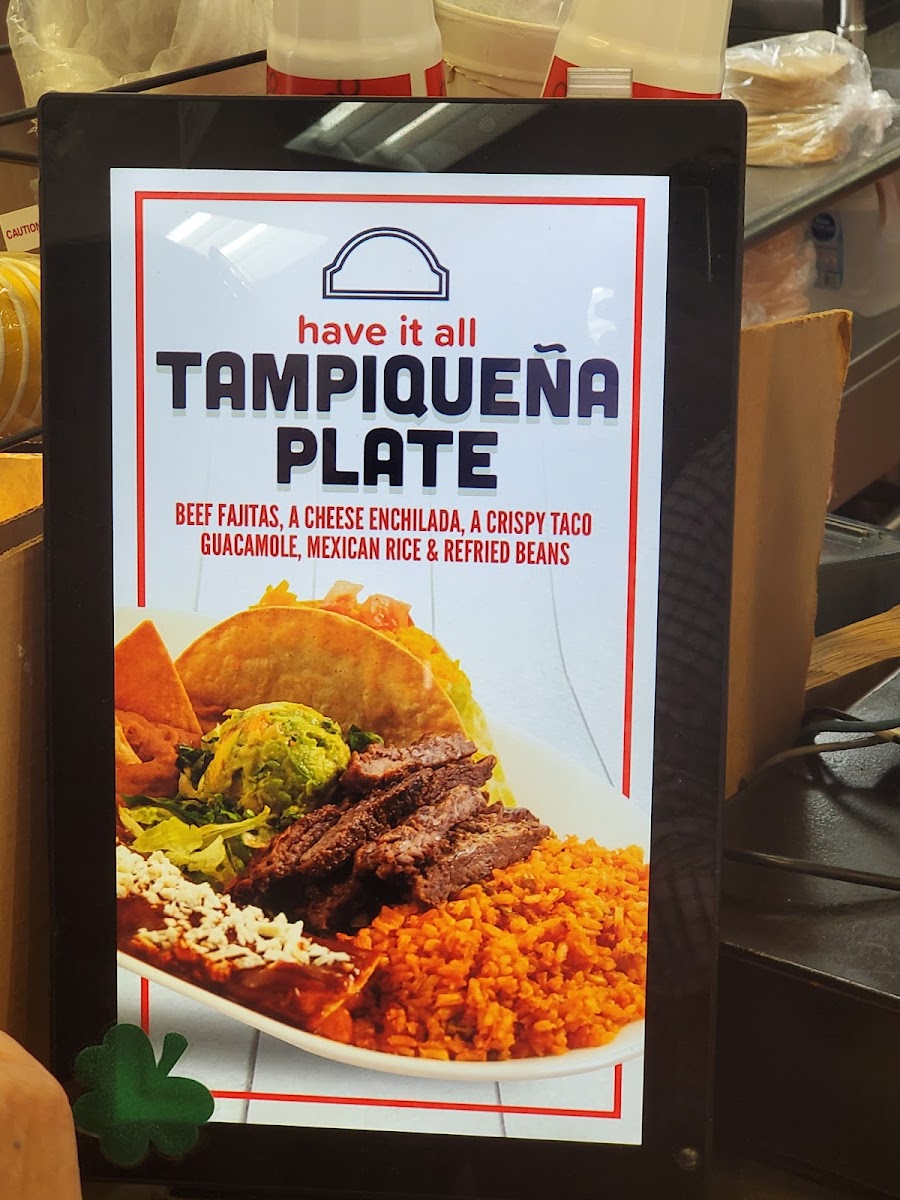 CAUTION
have it all
TAMPIQUEÑA
PLATE
BEEF FAJITAS, A CHEESE ENCHILADA, A CRISPY TACO
GUACAMOLE, MEXICAN RICE & REFRIED BEANS